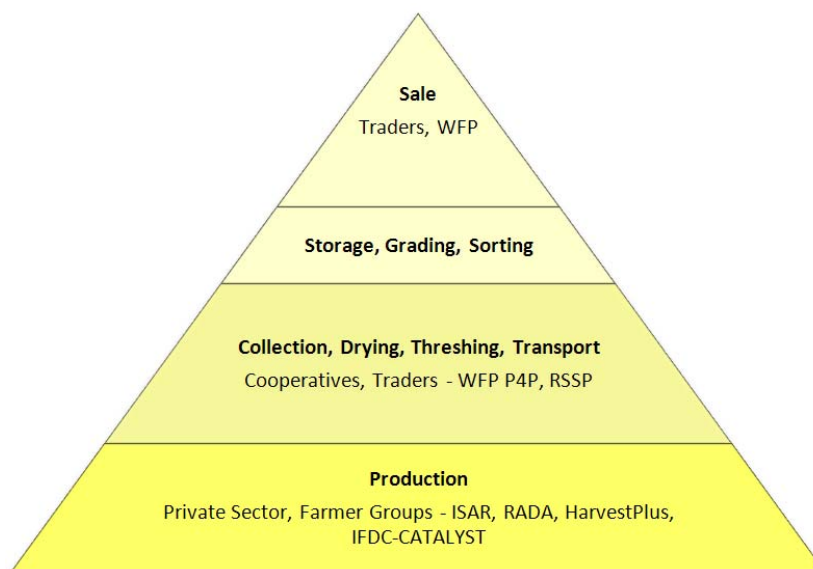 Sale
Traders, WFP
Storage, Grading, Sorting
Collection, Drying, Threshing, Transport
Cooperatives, Traders - WFP P4P, RSSP
Production
Private Sector, Farmer Groups - ISAR, RADA, HarvestPlus,
IFDC-CATALYST